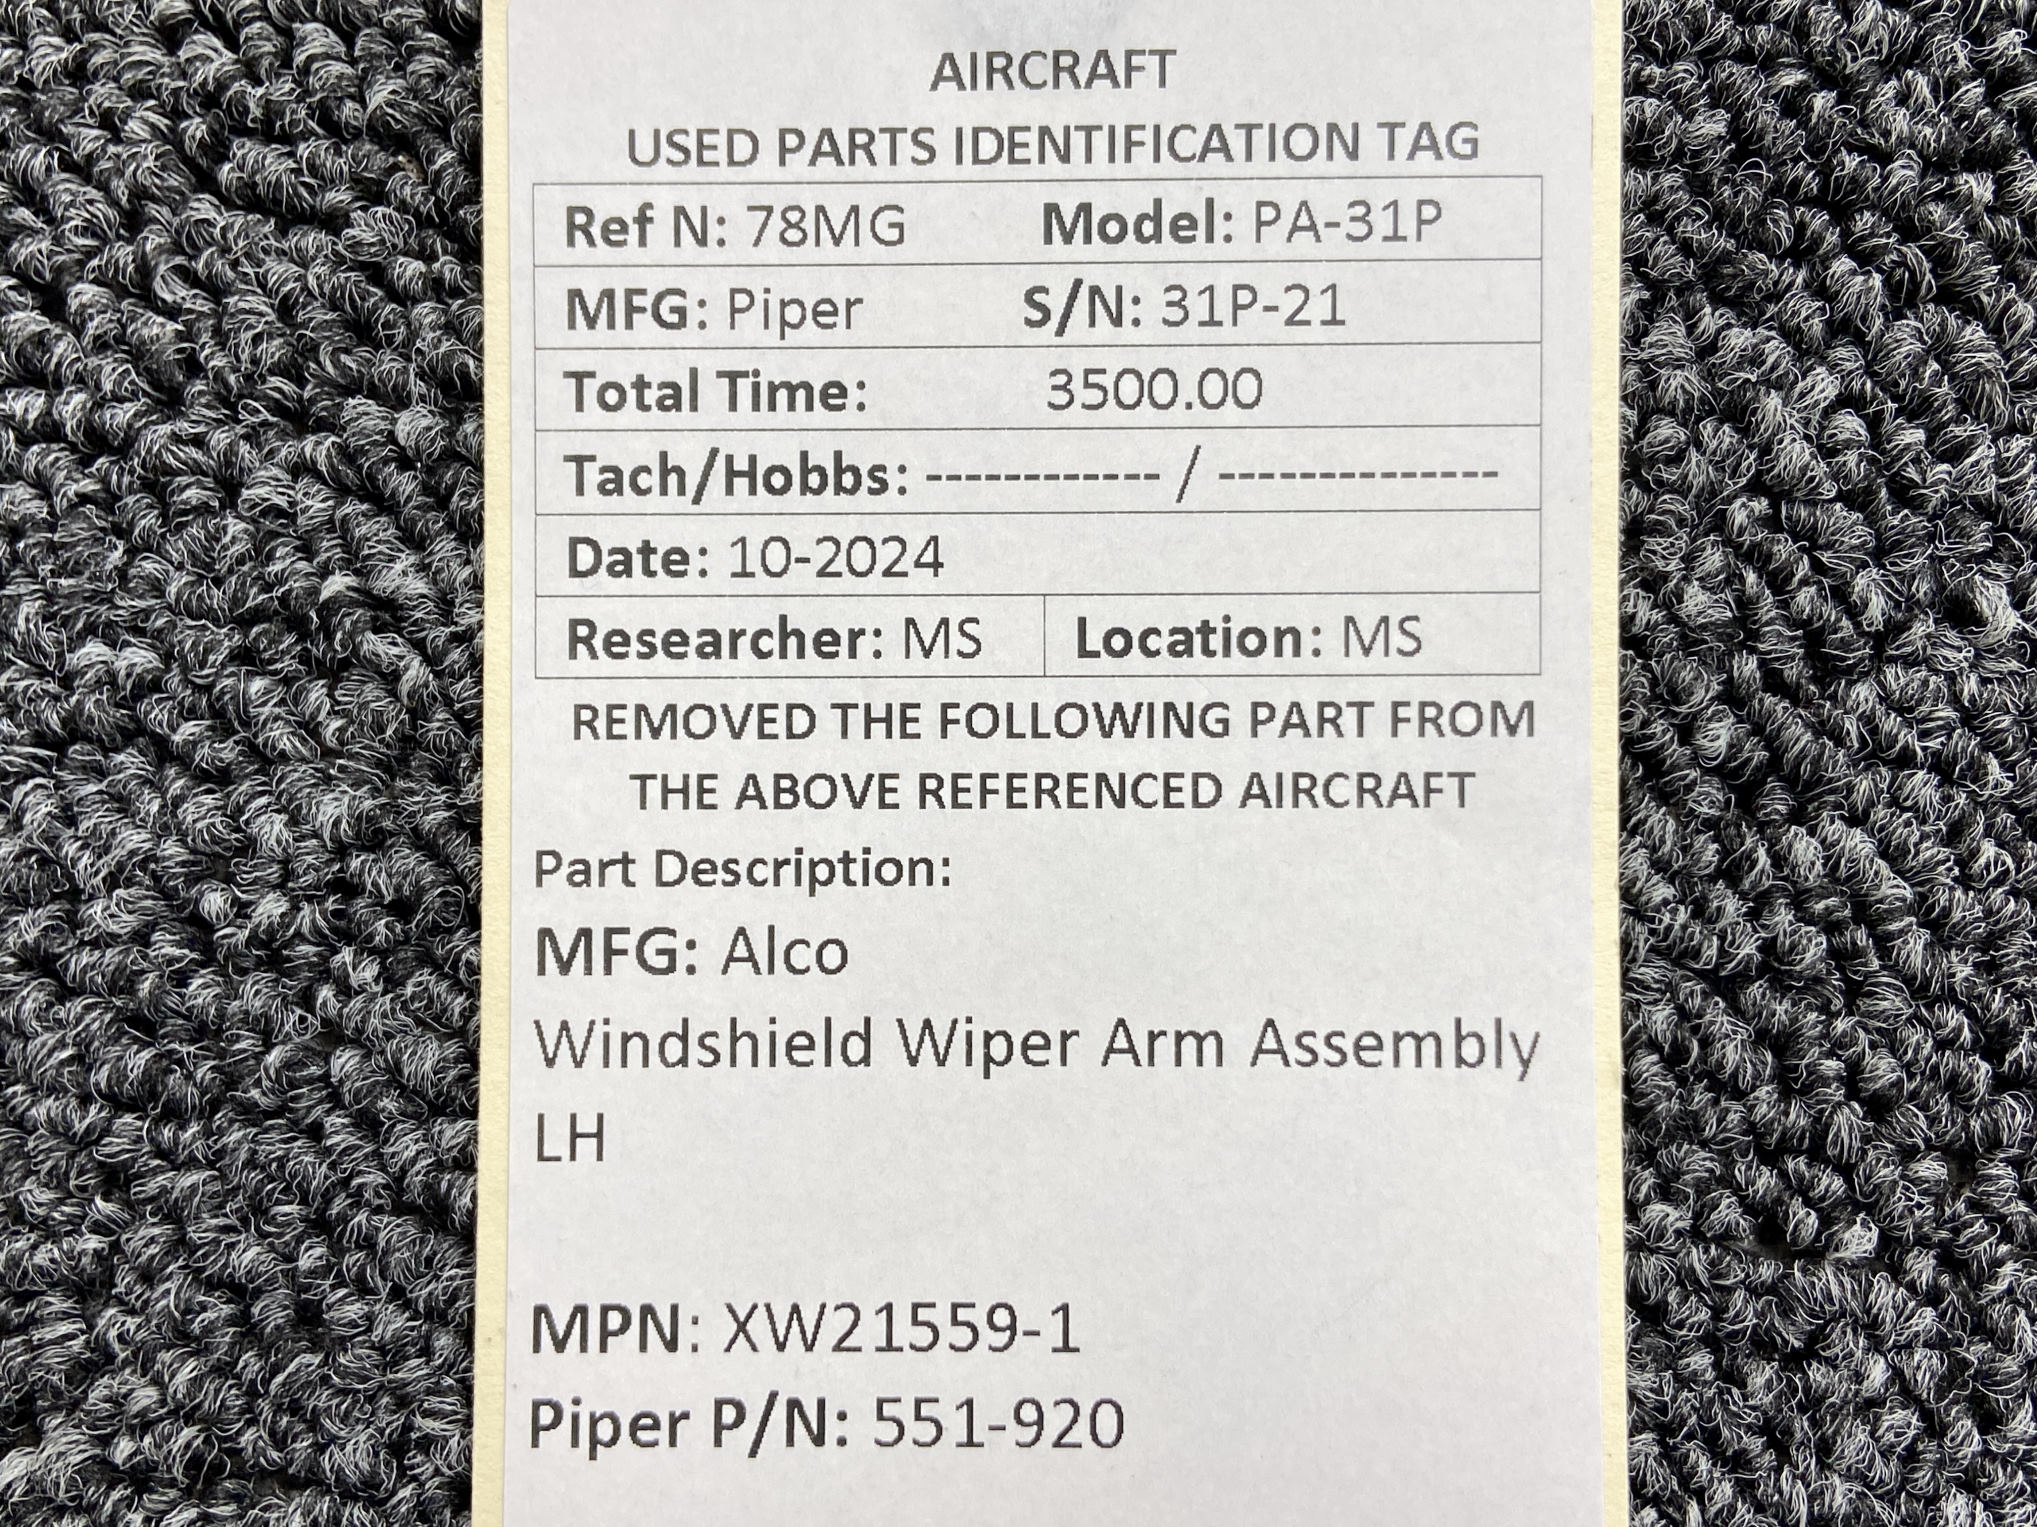 AIRCRAFT
USED PARTS IDENTIFICATION TAG
Ref N: 78MG Model: PA-31P
MFG: Piper S/N: 31P-21
Total Time: 3500.00
Tach/Hobbs: ------------ / --------------
Date: 10-2024
Researcher: MS Location: MS
REMOVED THE FOLLOWING PART FROM
THE ABOVE REFERENCED AIRCRAFT
Part Description:
MFG: Alco
Windshield Wiper Arm Assembly
LH
MPN: XW21559-1
Piper P/N: 551-920